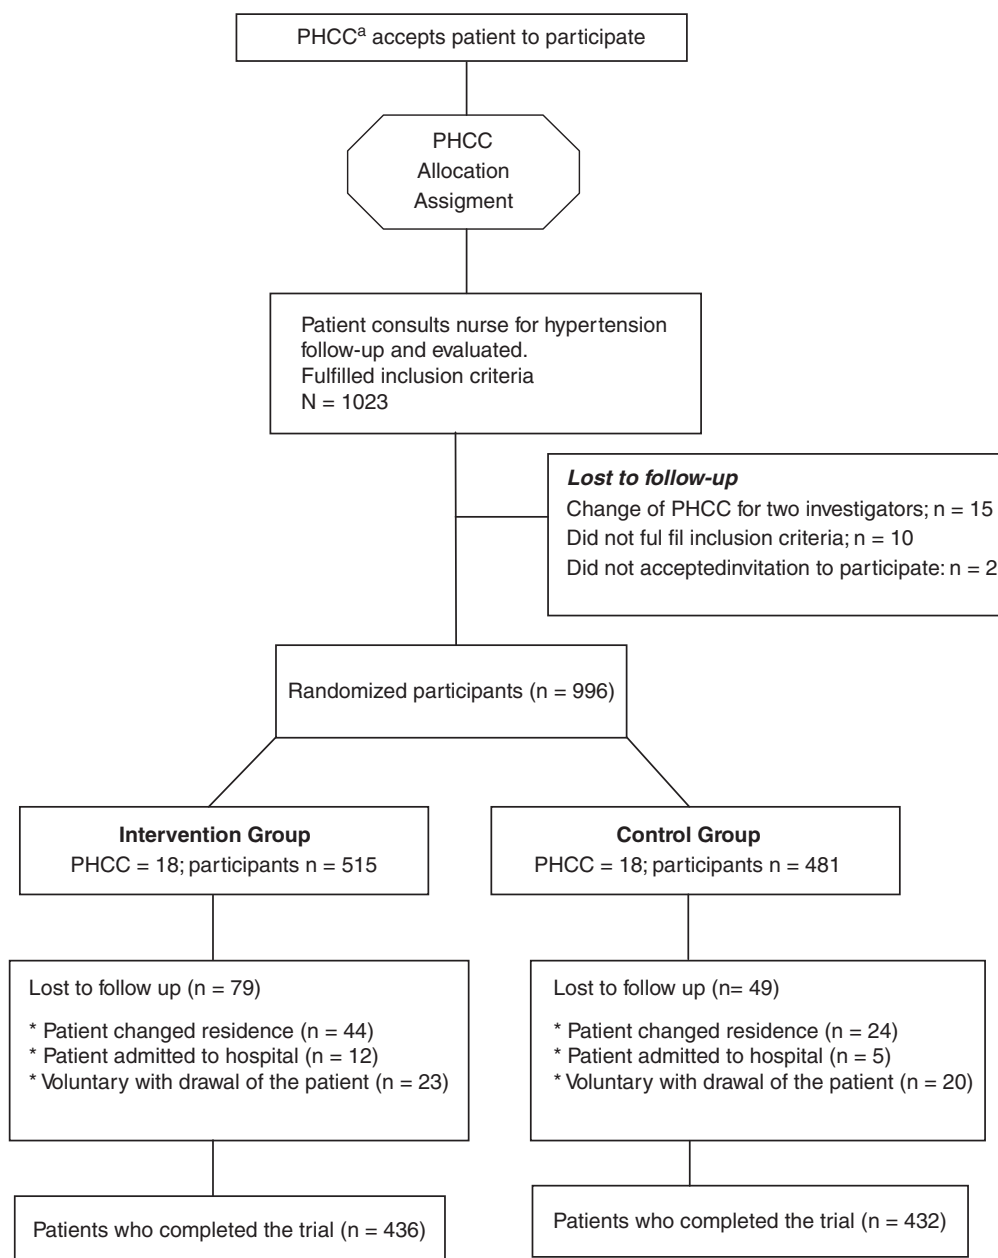 PHCCa accepts patient to participate
PHCC
Allocation
Assigment
Patient consults nurse for hypertension
follow-up and evaluated.
Fulfilled inclusion criteria
N = 1023
Lost to follow-up
Change of PHCC for two investigators; n = 15
Did not ful fil inclusion criteria; n = 10
Did not acceptedinvitation to participate: n = 2
Randomized participants (n = 996)
Intervention Group
PHCC = 18; participants n = 515
Control Group
PHCC = 18; participants n = 481
Lost to follow up (n = 79)
* Patient changed residence (n = 44)
* Patient admitted to hospital (n = 12)
* Voluntary with drawal of the patient (n = 23)
Lost to follow up (n= 49)
* Patient changed residence (n = 24)
* Patient admitted to hospital (n = 5)
* Voluntary with drawal of the patient (n = 20)
Patients who completed the trial (n = 436)
Patients who completed the trial (n = 432)